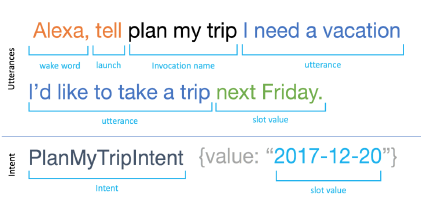 Utterances
Alexa, tell plan my trip I need a vacation
wake word launch Invocation name utterance
I'd like to take a trip next Friday.
utterance slot value
Intent
PlanMyTripIntent {value: "2017-12-20"}
Intent slot value